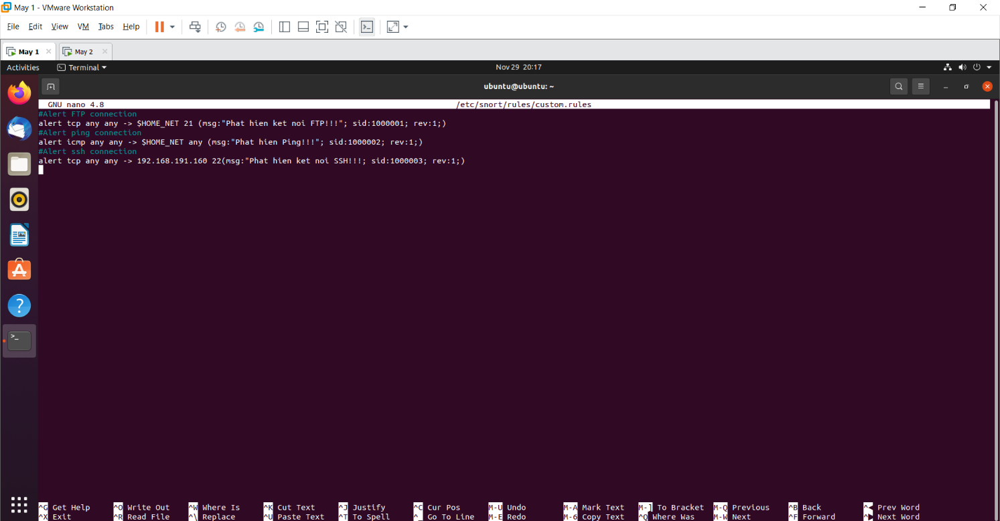 May 1 - VMware Workstation
File Edit View VM Tabs Help
May 1 May 2
Activities Terminal Nov 29 20:17
ubuntu@ubuntu: ~
GNU nano 4.8 /etc/snort/rules/custom.rules
#Alert FTP connection
alert tcp any any -> $HOME_NET 21 (msg:"Phat hien ket noi FTP!!!"; sid:1000001; rev:1;)
#Alert ping connection
alert icmp any any -> $HOME_NET any (msg:"Phat hien Ping!!!"; sid:1000002; rev:1;)
#Alert ssh connection
alert tcp any any -> 192.168.191.160 22(msg:"Phat hien ket noi SSH!!!; sid:1000003; rev:1;)
^G Get Help ^O Write Out ^W Where Is ^K Cut Text ^J Justify ^C Cur Pos M-U Undo M-A Mark Text M-] To Bracket M-Q Previous ^B Back ^◀ Prev Word
^X Exit ^R Read File ^\ Replace ^U Paste Text ^T To Spell ^_ Go To Line M-E Redo M-6 Copy Text ^Q Where Was M-W Next ^F Forward ^▶ Next Word